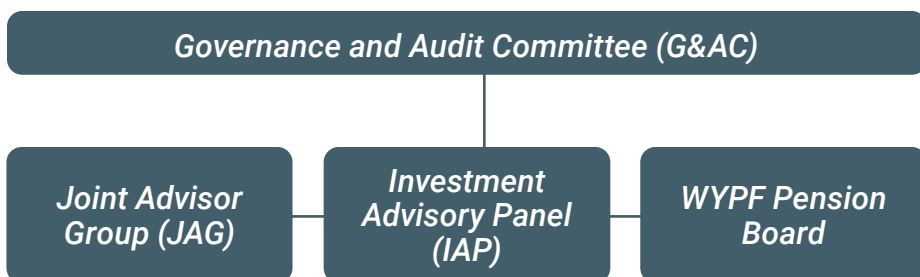 Governance and Audit Committee (G&AC)
Joint Advisor
Group (JAG)
Investment
Advisory Panel
(IAP)
WYPF Pension
Board